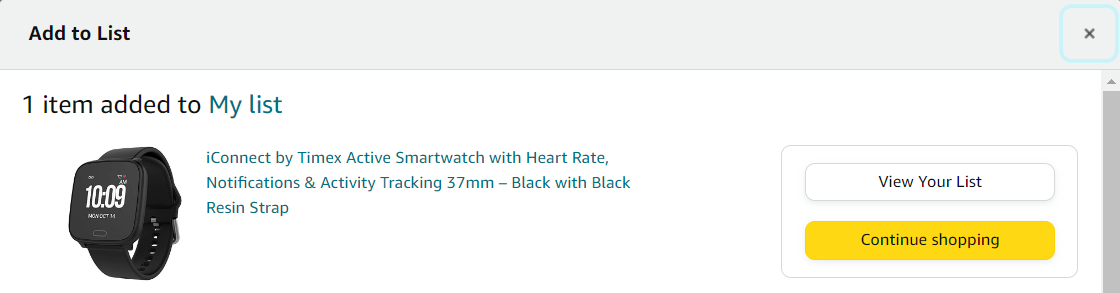 Add to List
×
1 item added to My list
iConnect by Timex Active Smartwatch with Heart Rate,
Notifications & Activity Tracking 37mm – Black with Black
Resin Strap
10:09
MON OCT 14
View Your List
Continue shopping